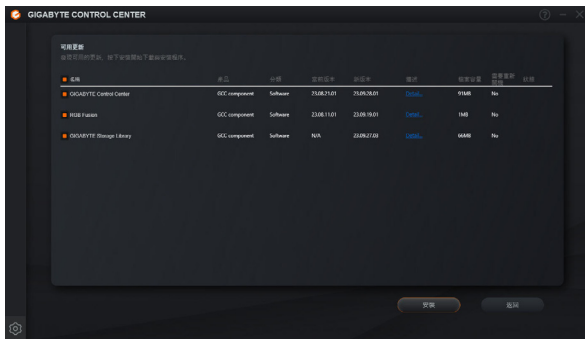 GIGABYTE CONTROL CENTER
可用更新
名稱 產品 分類 當前版本 新版本 描述 檔案容量 需要重新開機 狀態
GIGABYTE Control Center GCC component Software 23.08.21.01 23.09.28.01 Detail... 91MB No
RGB Fusion GCC component Software 23.08.11.01 23.09.19.01 Detail... 1MB No
GIGABYTE Storage Library GCC component Software N/A 23.09.27.03 Detail... 66MB No
安裝 返回